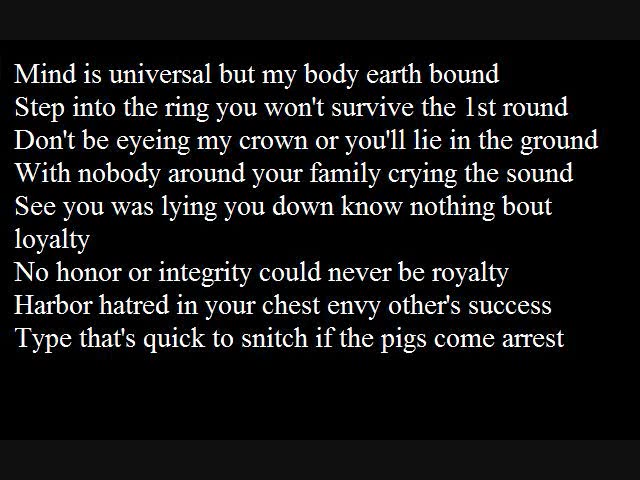 Mind is universal but my body earth bound
Step into the ring you won't survive the 1st round
Don't be eyeing my crown or you'll lie in the ground
With nobody around your family crying the sound
See you was lying you down know nothing bout
loyalty
No honor or integrity could never be royalty
Harbor hatred in your chest envy other's success
Type that's quick to snitch if the pigs come arrest